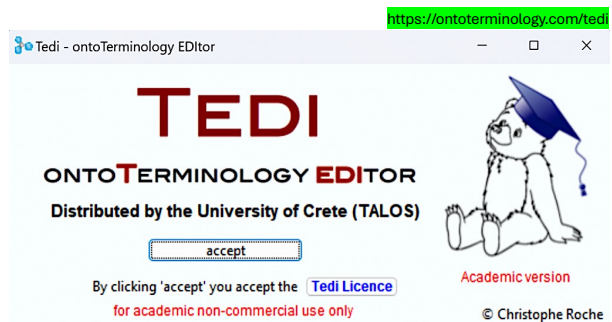 https://ontoterminology.com/tedi
Tedi - ontoTerminology EDItor
TEDI
ONTOTERMINOLOGY EDITOR
Distributed by the University of Crete (TALOS)
accept
By clicking 'accept' you accept the Tedi Licence
for academic non-commercial use only
Academic version
© Christophe Roche